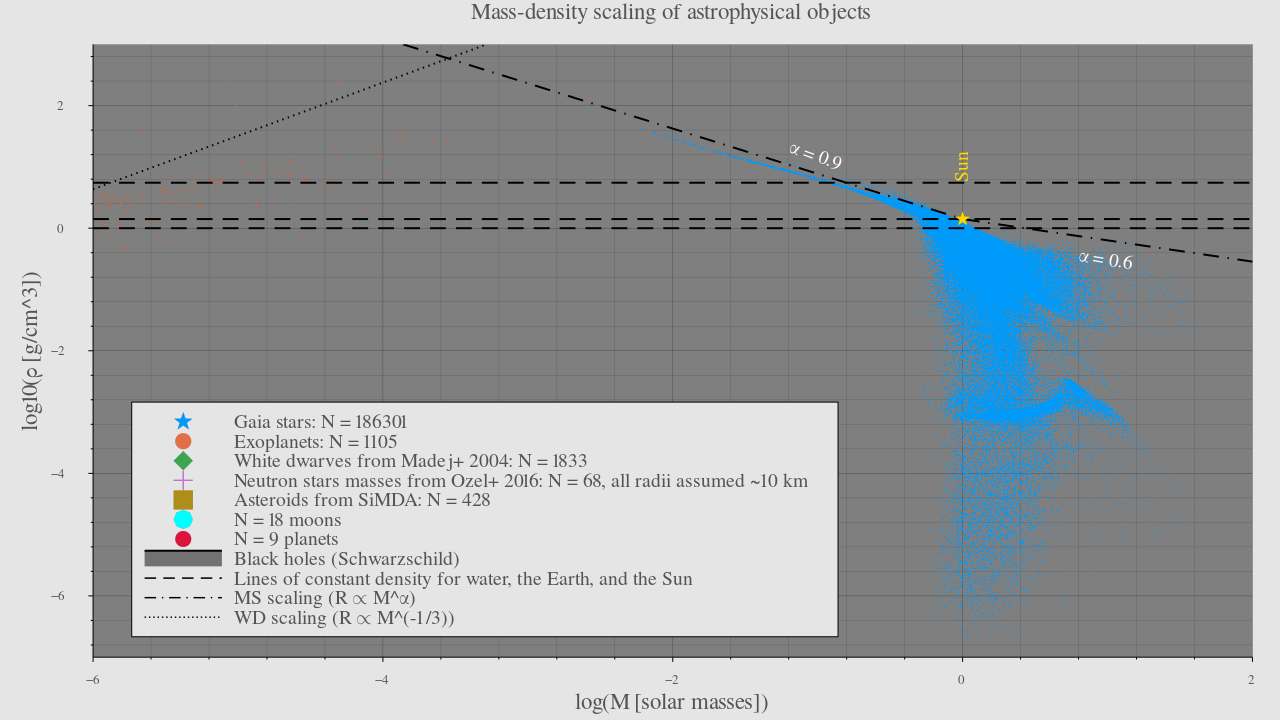 Mass-density scaling of astrophysical objects
log10(ρ [g/cm^3])
2
0
−2
−4
−6
α = 0.9
Sun
α = 0.6
Gaia stars: N = 186301
Exoplanets: N = 1105
White dwarves from Madej+ 2004: N = 1833
Neutron stars masses from Ozel+ 2016: N = 68, all radii assumed ~10 km
Asteroids from SiMDA: N = 428
N = 18 moons
N = 9 planets
Black holes (Schwarzschild)
Lines of constant density for water, the Earth, and the Sun
MS scaling (R ∝ M^α)
WD scaling (R ∝ M^(-1/3))
−6 −4 −2 0 2
log(M [solar masses])